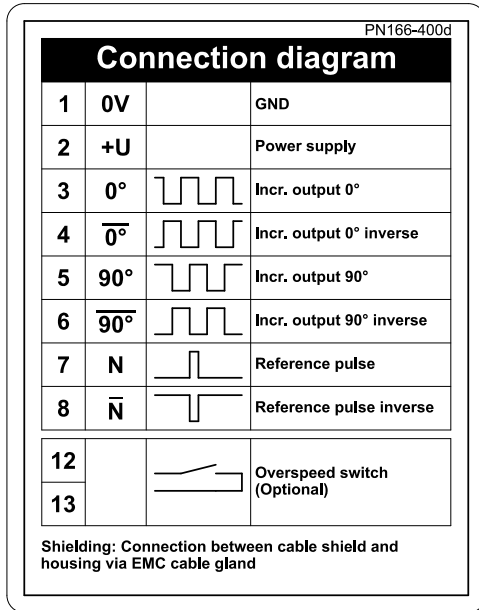 PN166-400d
Connection diagram
1 0V GND
2 +U Power supply
3 0° Incr. output 0°
4 0̅°̅ Incr. output 0° inverse
5 90° Incr. output 90°
6 9̅0̅°̅ Incr. output 90° inverse
7 N Reference pulse
8 N̅ Reference pulse inverse
12
13
Overspeed switch
(Optional)
Shielding: Connection between cable shield and
housing via EMC cable gland